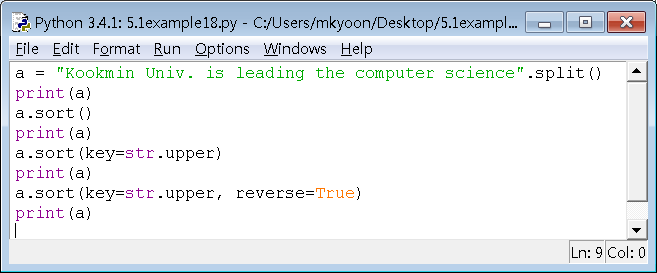 Python 3.4.1: 5.1example18.py - C:/Users/mkyoon/Desktop/5.1exampl...
File Edit Format Run Options Windows Help
a = "Kookmin Univ. is leading the computer science".split()
print(a)
a.sort()
print(a)
a.sort(key=str.upper)
print(a)
a.sort(key=str.upper, reverse=True)
print(a)
Ln: 9 Col: 0